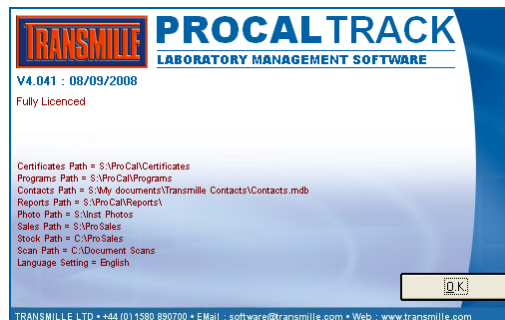 TRANSMILLE
PROCALTRACK
LABORATORY MANAGEMENT SOFTWARE
V4.041 : 08/09/2008
Fully Licenced
Certificates Path = S:\ProCal\Certificates
Programs Path = S:\ProCal\Programs
Contacts Path = S:\My documents\Transmille Contacts\Contacts.mdb
Reports Path = S:\ProCal\Reports\
Photo Path = S:\Inst Photos
Sales Path = S:\ProSales
Stock Path = C:\ProSales
Scan Path = C:\Document Scans
Language Setting = English
O.K.
TRANSMILLE LTD • +44 (0) 1580 890700 • EMail : software@transmille.com • Web : www.transmille.com